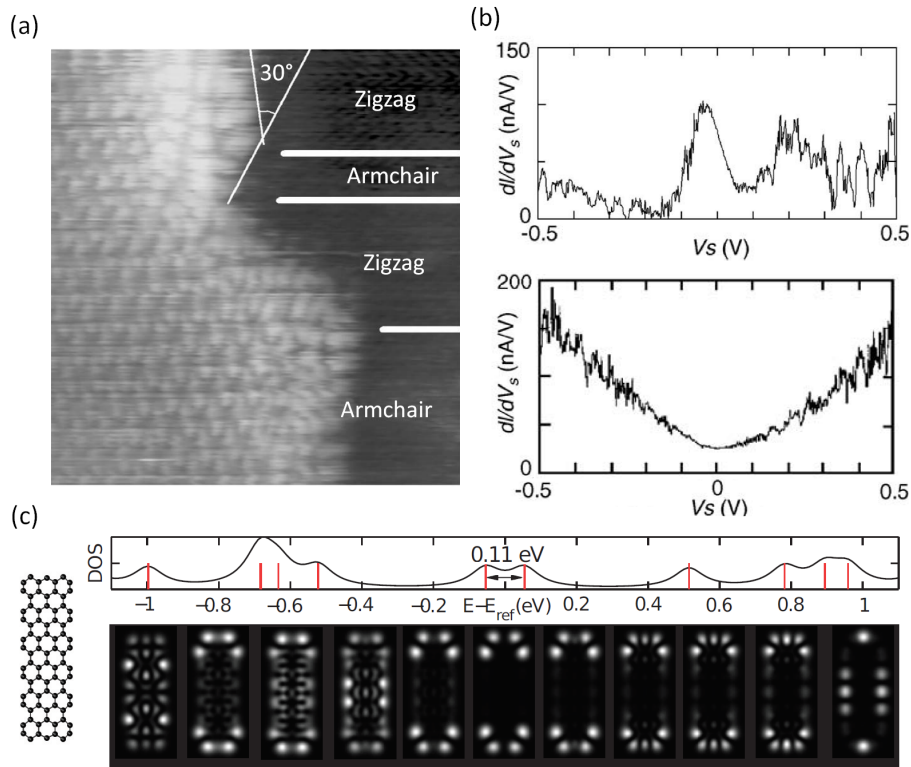 (a)
30°
Zigzag
Armchair
Zigzag
Armchair
(b)
150
dI/dVs (nA/V)
0
-0.5
0.5
Vs (V)
200
100
dI/dVs (nA/V)
0
-0.5
0
0.5
Vs (V)
(c)
DOS
0.11 eV
−1 −0.8 −0.6 −0.4 −0.2 E−Eref(eV) 0.2 0.4 0.6 0.8 1